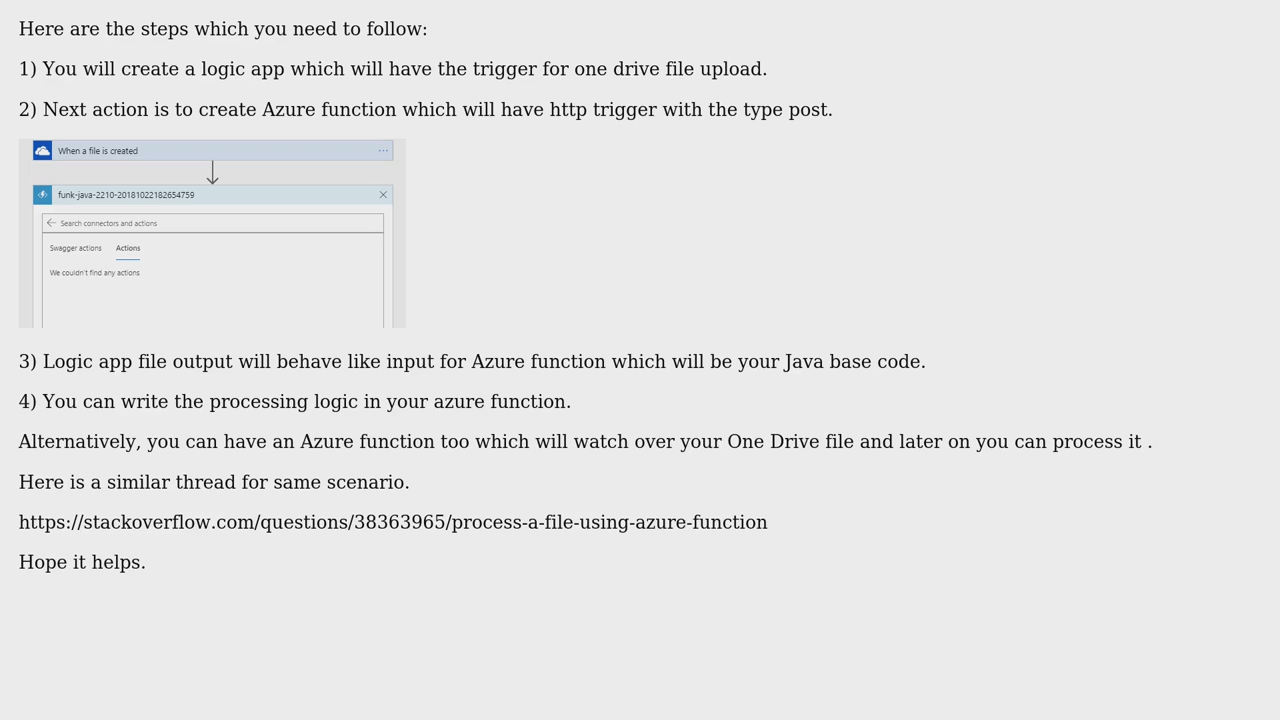 Here are the steps which you need to follow:
1) You will create a logic app which will have the trigger for one drive file upload.
2) Next action is to create Azure function which will have http trigger with the type post.
When a file is created
funk-java-2210-20181022182654759
Search connectors and actions
Swagger actions Actions
We couldn't find any actions
3) Logic app file output will behave like input for Azure function which will be your Java base code.
4) You can write the processing logic in your azure function.
Alternatively, you can have an Azure function too which will watch over your One Drive file and later on you can process it .
Here is a similar thread for same scenario.
https://stackoverflow.com/questions/38363965/process-a-file-using-azure-function
Hope it helps.